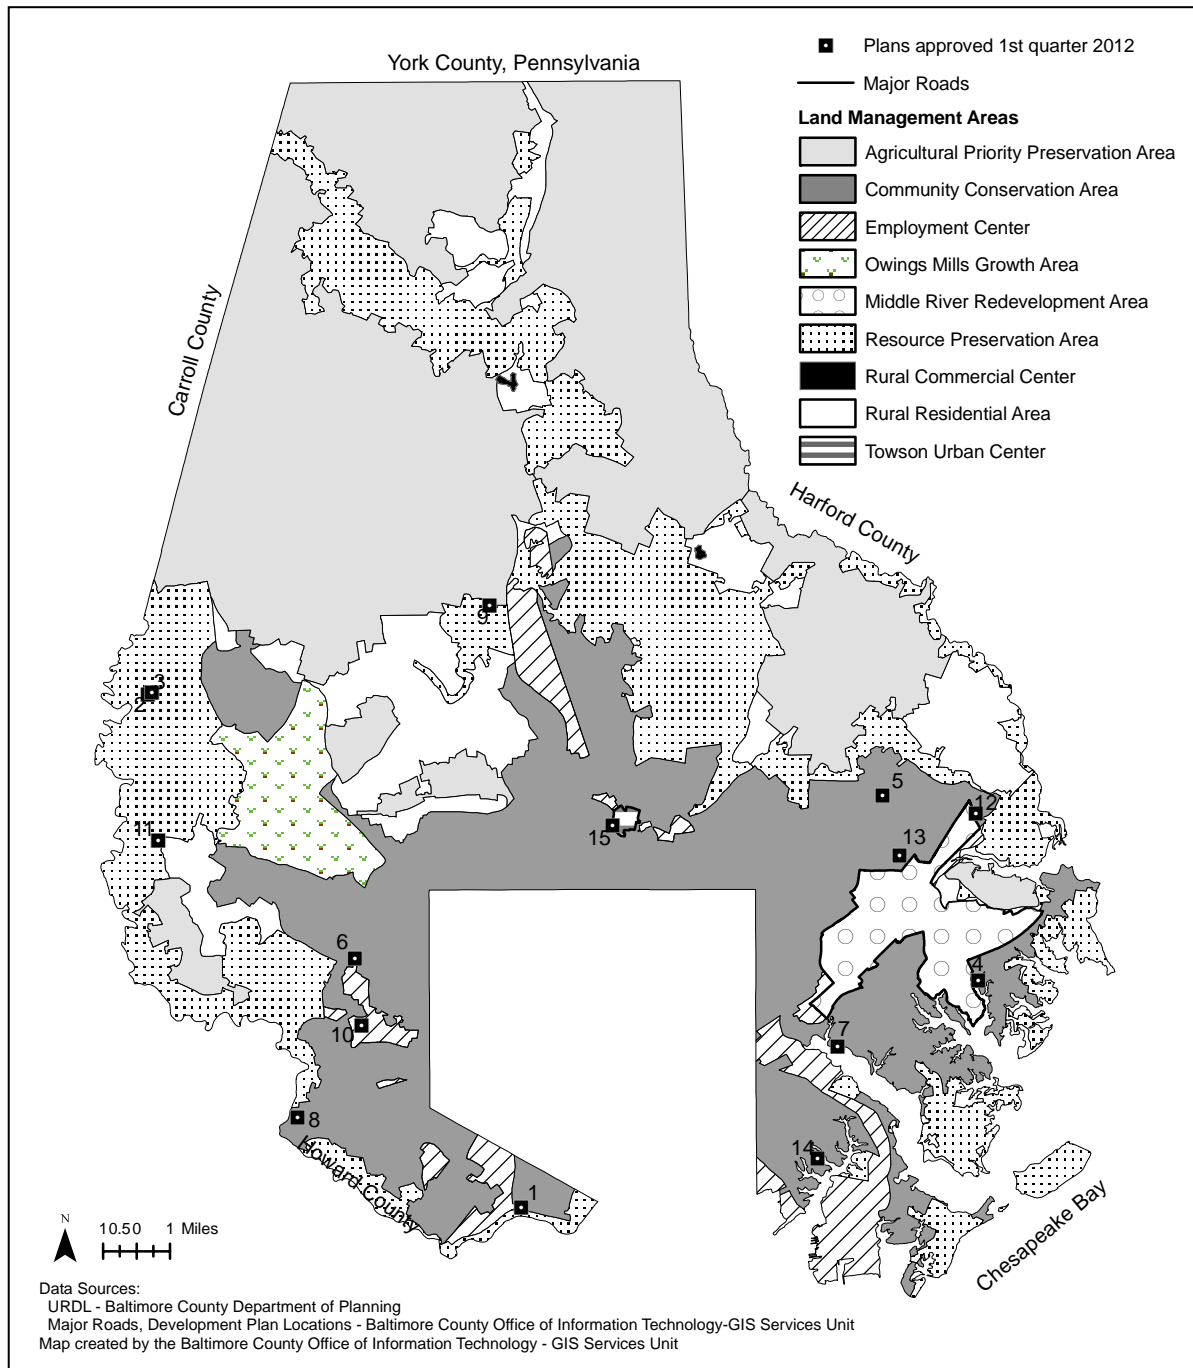 York County, Pennsylvania
Plans approved 1st quarter 2012
Major Roads
Land Management Areas
Agricultural Priority Preservation Area
Community Conservation Area
Employment Center
Owings Mills Growth Area
Middle River Redevelopment Area
Resource Preservation Area
Rural Commercial Center
Rural Residential Area
Towson Urban Center
Carroll County
Harford County
9
3
2
5
12
15
13
11
6
4
10
7
8
14
Howard County
1
Chesapeake Bay
N
10.50 1 Miles
Data Sources:
URDL - Baltimore County Department of Planning
Major Roads, Development Plan Locations - Baltimore County Office of Information Technology-GIS Services Unit
Map created by the Baltimore County Office of Information Technology - GIS Services Unit